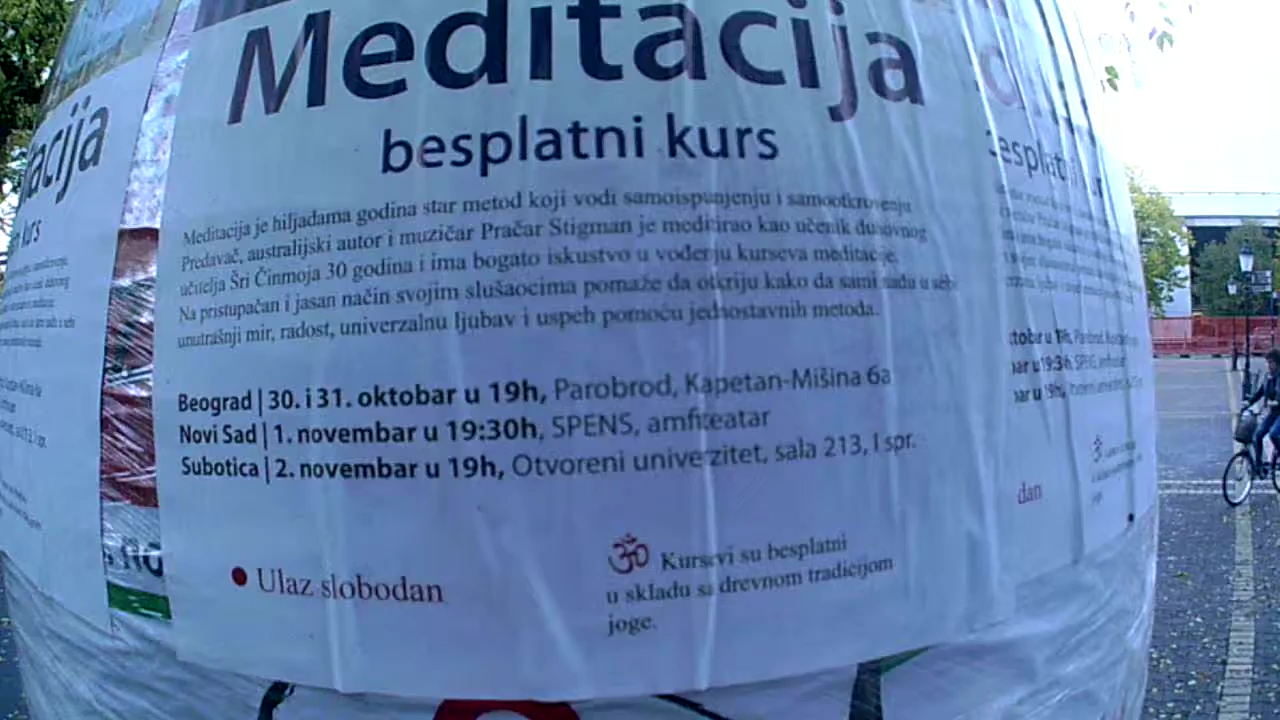 Meditacija
besplatni kurs
Meditacija je hiljadama godina star metod koji vodi samoispunjenju i samootkrovenju
Predavač, australijski autor i muzičar Pračar Stigman je meditirao kao učenik duhovnog
učitelja Šri Činmoja 30 godina i ima bogato iskustvo u vođenju kurseva meditacije.
Na pristupačan i jasan način svojim slušaocima pomaže da otkriju kako da sami nađu u sebi
unutrašnji mir, radost, univerzalnu ljubav i uspeh pomoću jednostavnih metoda.
Beograd | 30. i 31. oktobar u 19h, Parobrod, Kapetan-Mišina 6a
Novi Sad | 1. novembar u 19:30h, SPENS, amfiteatar
Subotica | 2. novembar u 19h, Otvoreni univerzitet, sala 213, I spr.
• Ulaz slobodan
ॐ Kursevi su besplatni
u skladu sa drevnom tradicijom
joge.
acija
kurs
dan